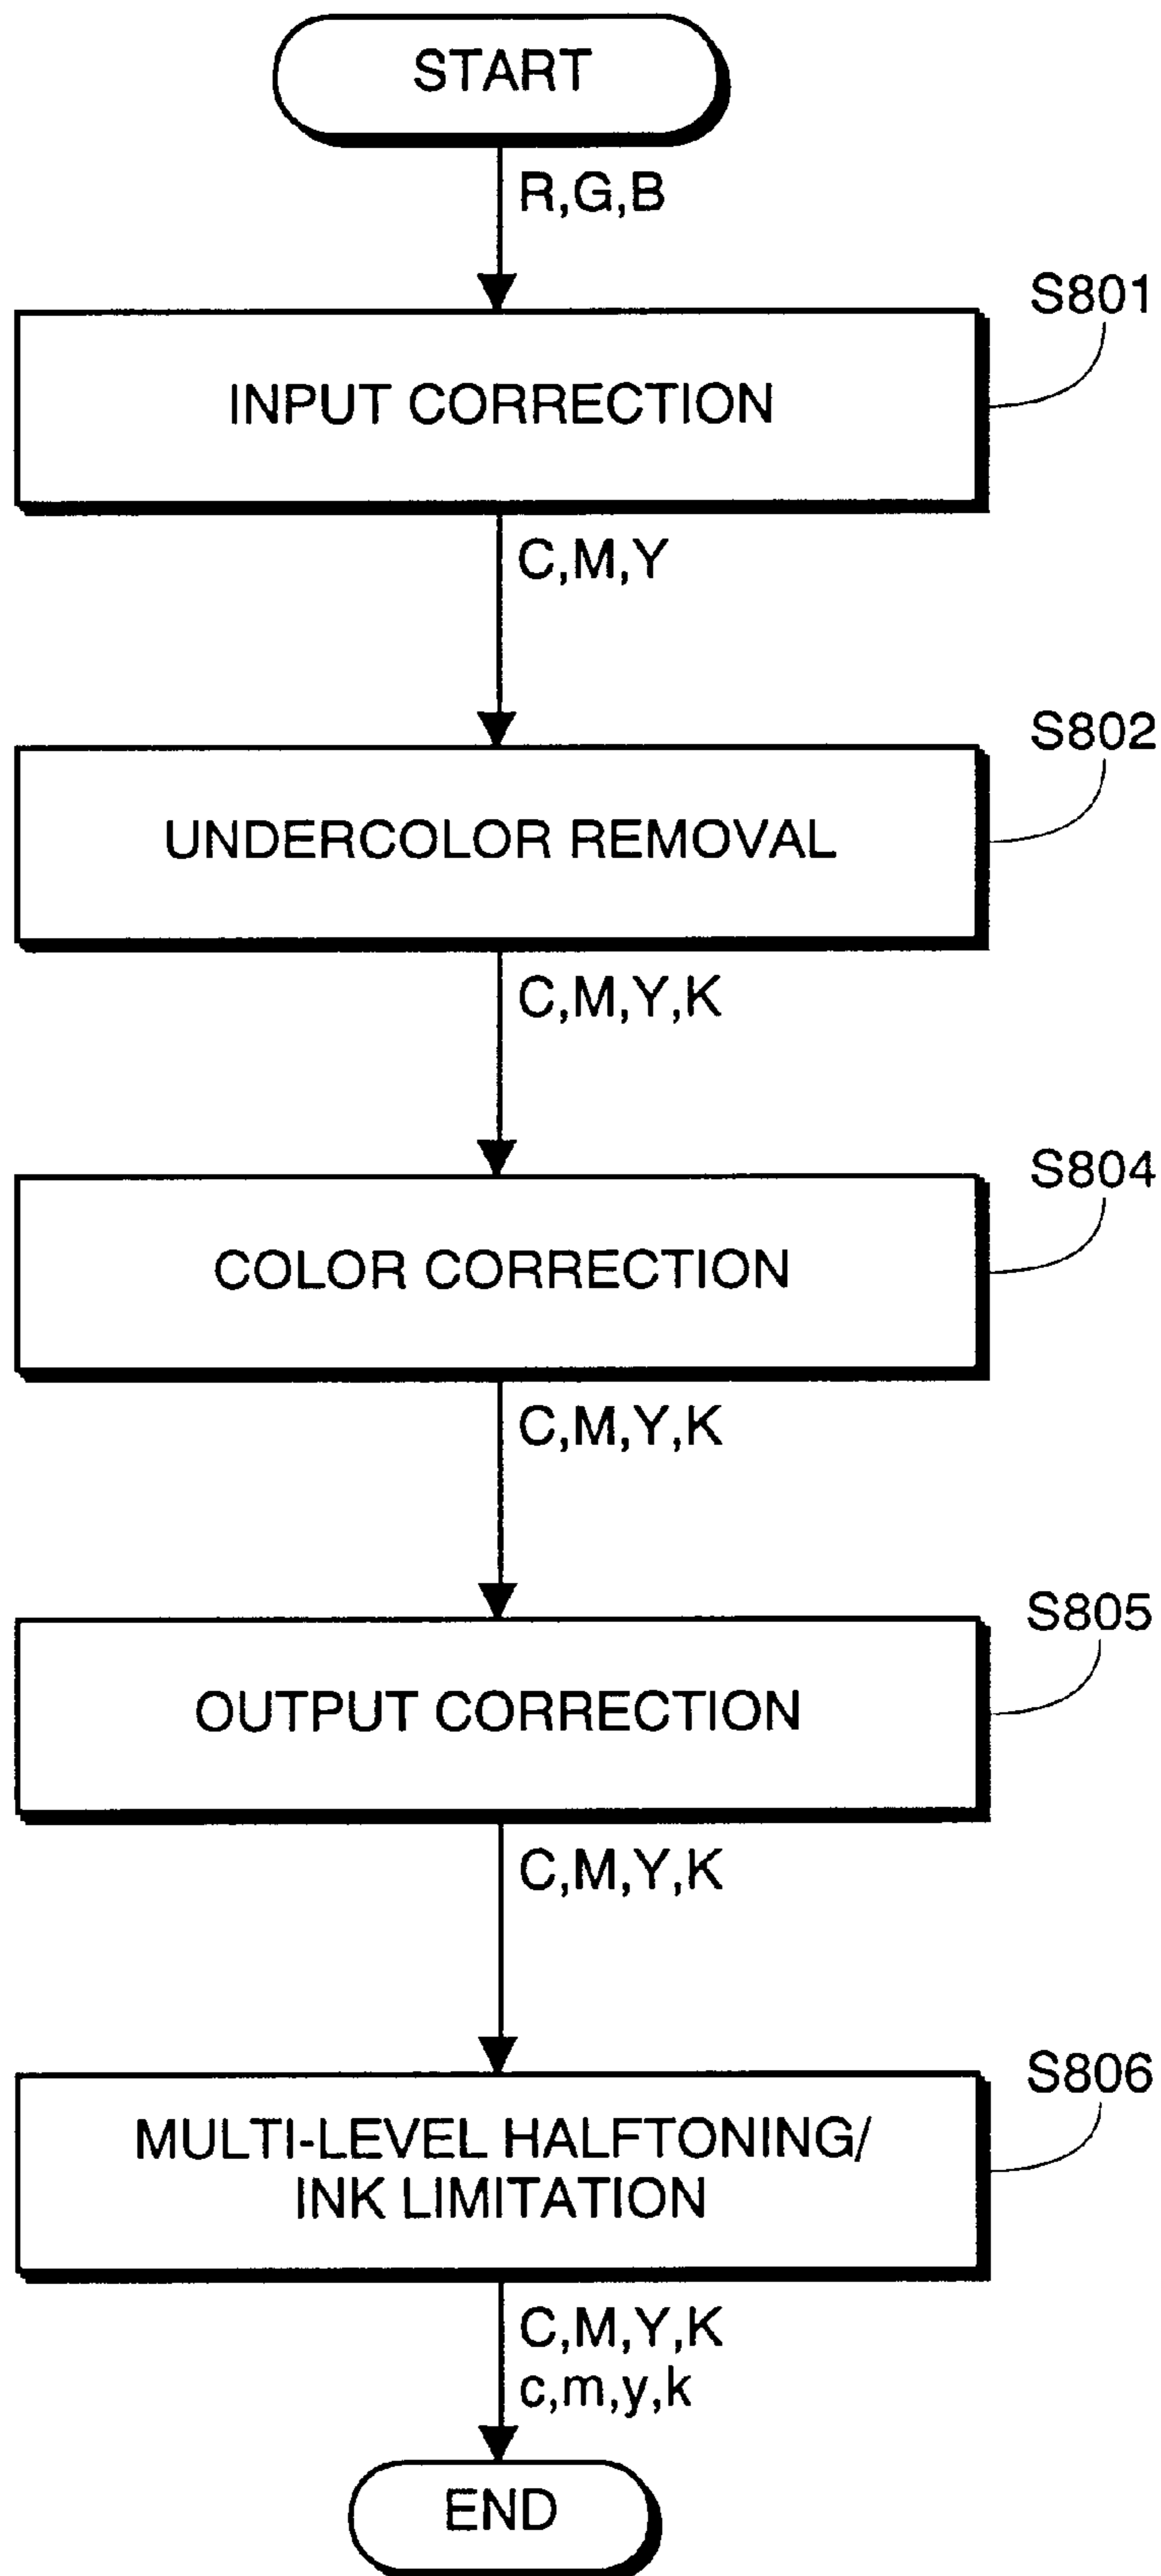 START
R,G,B
S801
INPUT CORRECTION
C,M,Y
S802
UNDERCOLOR REMOVAL
C,M,Y,K
S804
COLOR CORRECTION
C,M,Y,K
S805
OUTPUT CORRECTION
C,M,Y,K
S806
MULTI-LEVEL HALFTONING/
INK LIMITATION
C,M,Y,K
c,m,y,k
END